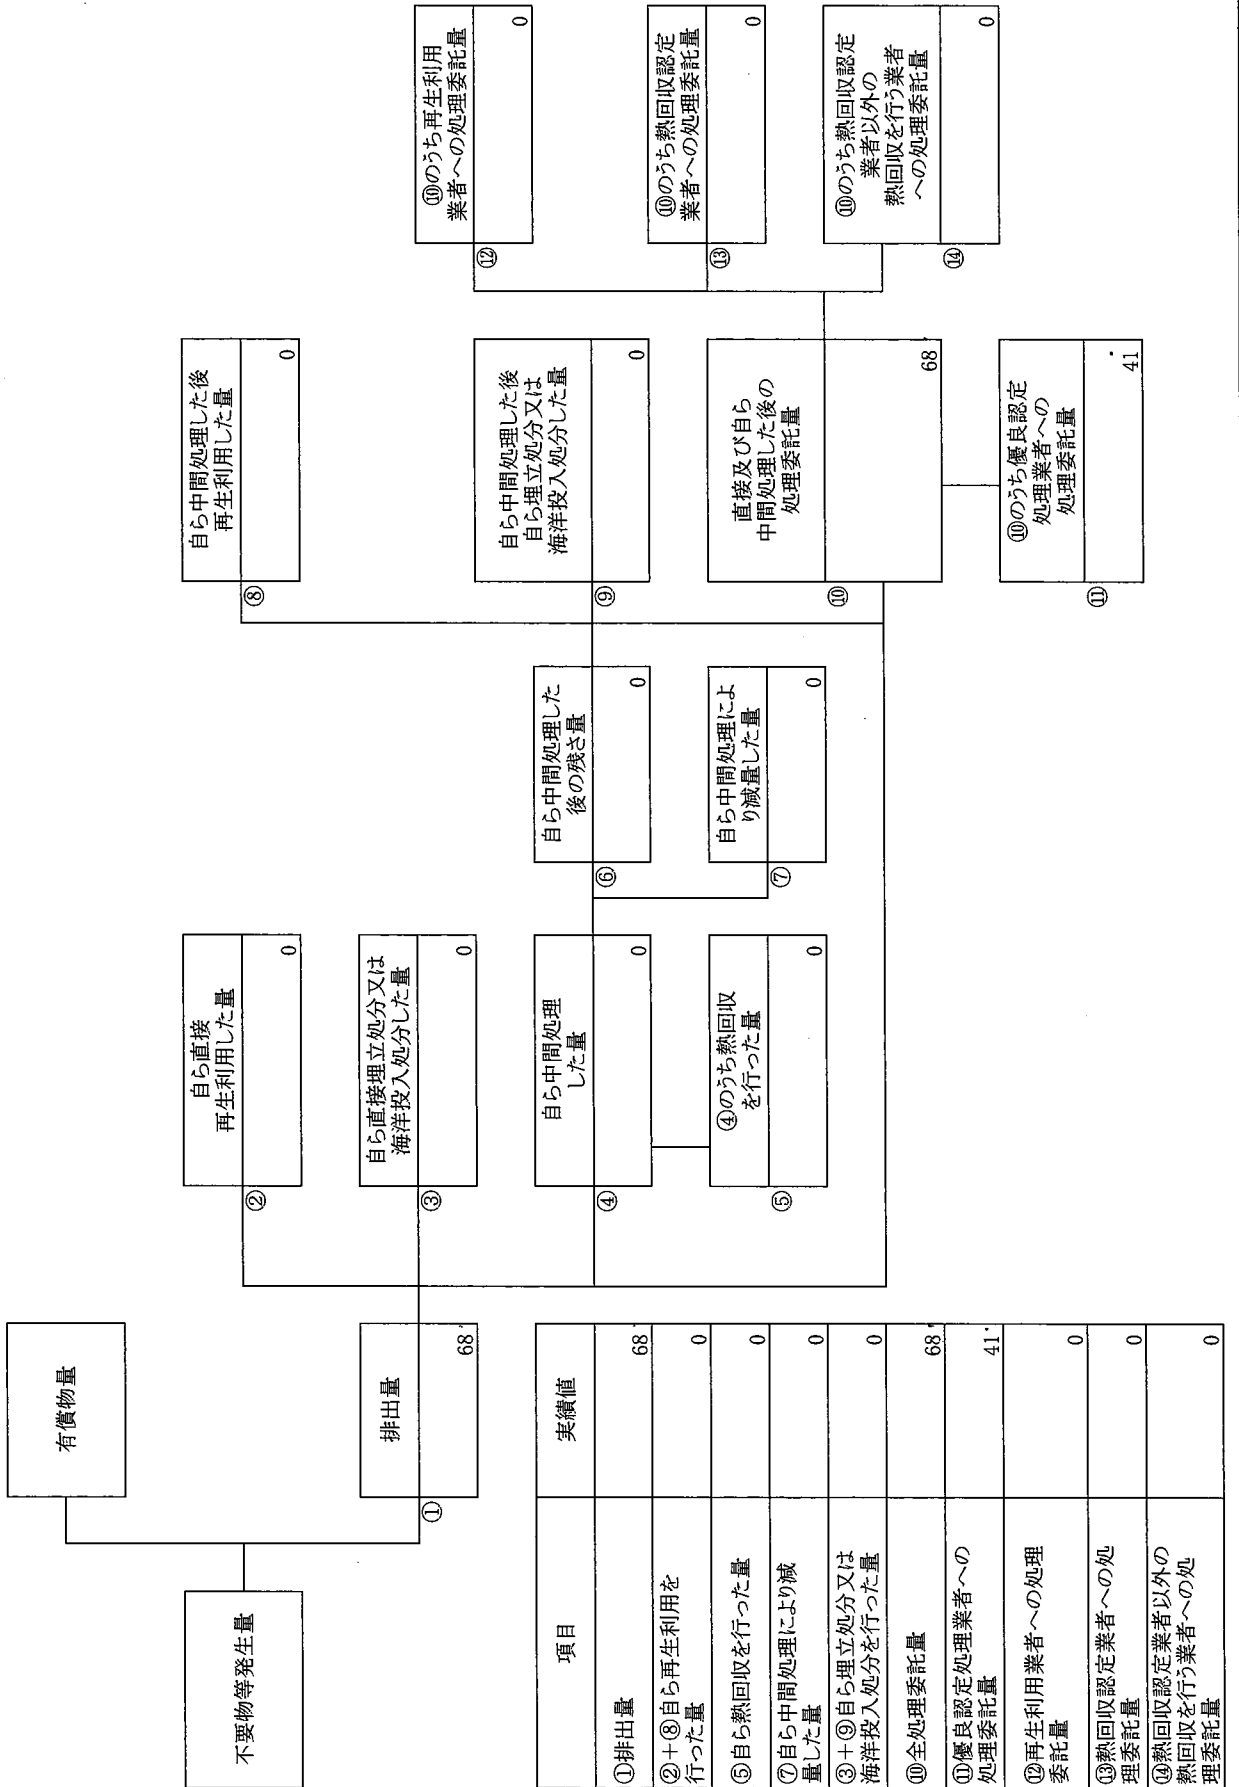 有償物量
不要物等発生量
①
排出量
68
②
自ら直接
再生利用した量
0
③
自ら直接埋立処分又は
海洋投入処分した量
0
④
自ら中間処理
した量
0
⑤
④のうち熱回収
を行った量
0
⑥
自ら中間処理した
後の残さ量
0
⑦
自ら中間処理によ
り減量した量
0
⑧
自ら中間処理した後
再生利用した量
0
⑨
自ら中間処理した後
自ら埋立処分又は
海洋投入処分した量
0
⑩
直接及び自ら
中間処理した後の
処理委託量
68
⑪
⑩のうち優良認定
処理業者への
処理委託量
41
⑫
⑩のうち再生利用
業者への処理委託量
0
⑬
⑩のうち熱回収認定
業者への処理委託量
0
⑭
⑩のうち熱回収認定
業者以外の
熱回収を行う業者
への処理委託量
0
項目
実績値
①排出量
68
②+⑧自ら再生利用を
行った量
0
⑤自ら熱回収を行った量
0
⑦自ら中間処理により減
量した量
0
③+⑨自ら埋立処分又は
海洋投入処分を行った量
0
⑩全処理委託量
68
⑪優良認定処理業者への
処理委託量
41
⑫再生利用業者への処理
委託量
0
⑬熱回収認定業者への処
理委託量
0
⑭熱回収認定業者以外の
熱回収を行う業者への処
理委託量
0